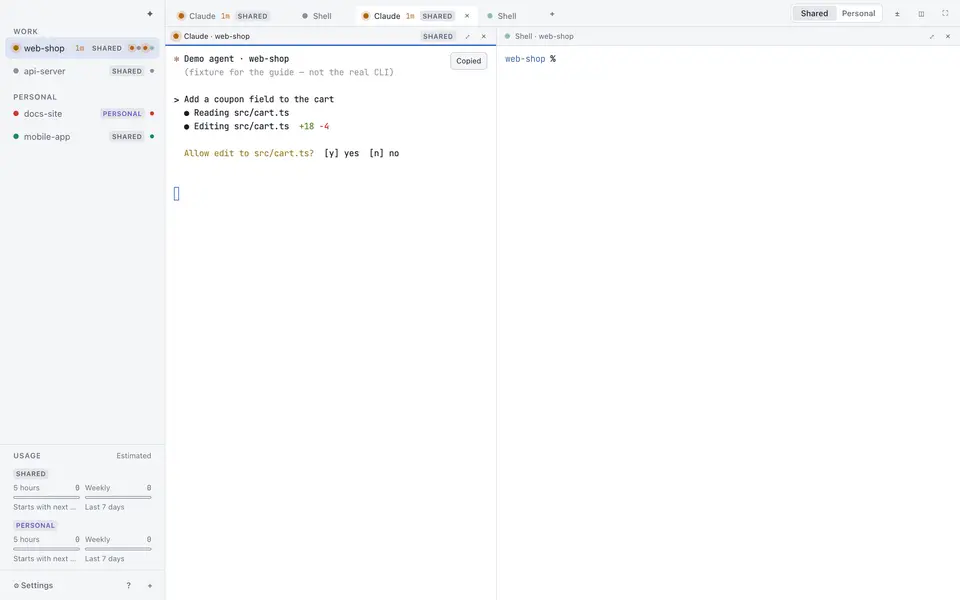 WORK
web-shop 1m SHARED
api-server SHARED
PERSONAL
docs-site PERSONAL
mobile-app SHARED
USAGE Estimated
SHARED
5 hours 0 Weekly 0
Starts with next ... Last 7 days
PERSONAL
5 hours 0 Weekly 0
Starts with next ... Last 7 days
Settings ? +
Claude 1m SHARED Shell Claude 1m SHARED × Shell +
Shared Personal ±
Claude · web-shop SHARED ×
✻ Demo agent · web-shop
(fixture for the guide — not the real CLI)
Copied
> Add a coupon field to the cart
● Reading src/cart.ts
● Editing src/cart.ts +18 -4
Allow edit to src/cart.ts? [y] yes [n] no
Shell · web-shop ×
web-shop %